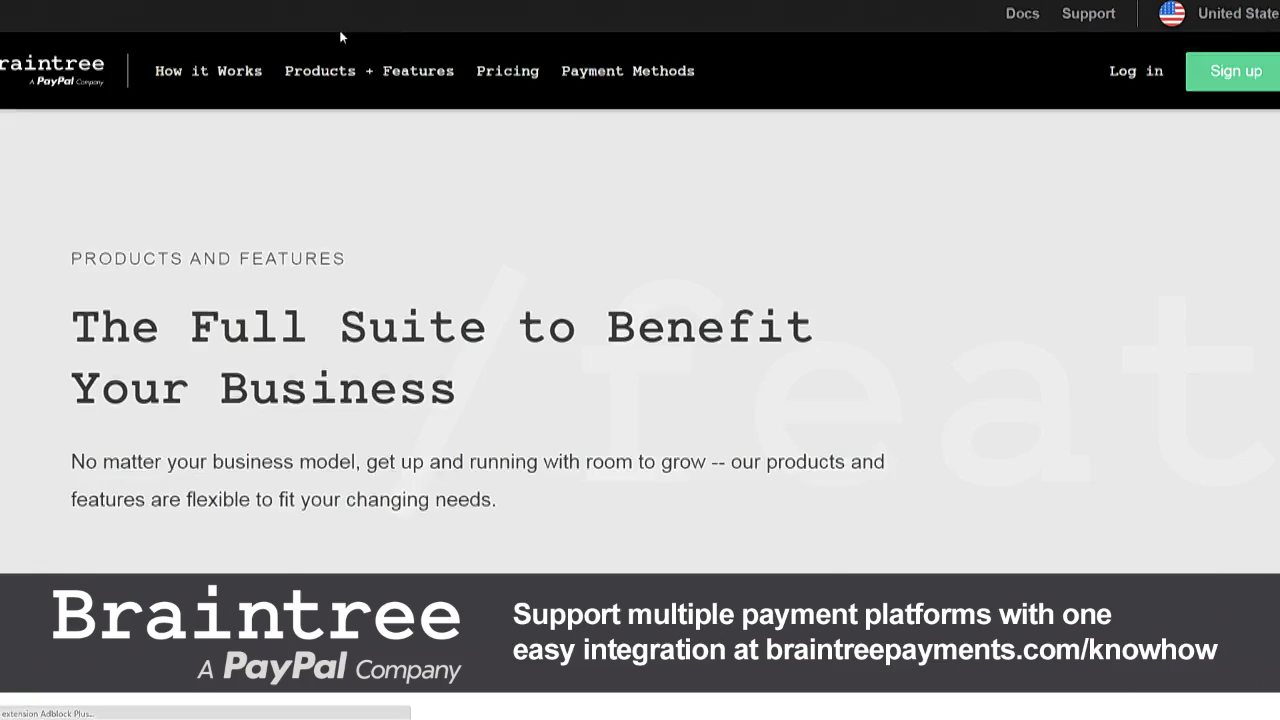 Docs Support United State
raintree How it Works Products + Features Pricing Payment Methods Log in Sign up
A PayPal Company
PRODUCTS AND FEATURES
The Full Suite to Benefit
Your Business
/feat
No matter your business model, get up and running with room to grow -- our products and
features are flexible to fit your changing needs.
Braintree
A PayPal Company
Support multiple payment platforms with one
easy integration at braintreepayments.com/knowhow
extension Adblock Plus...